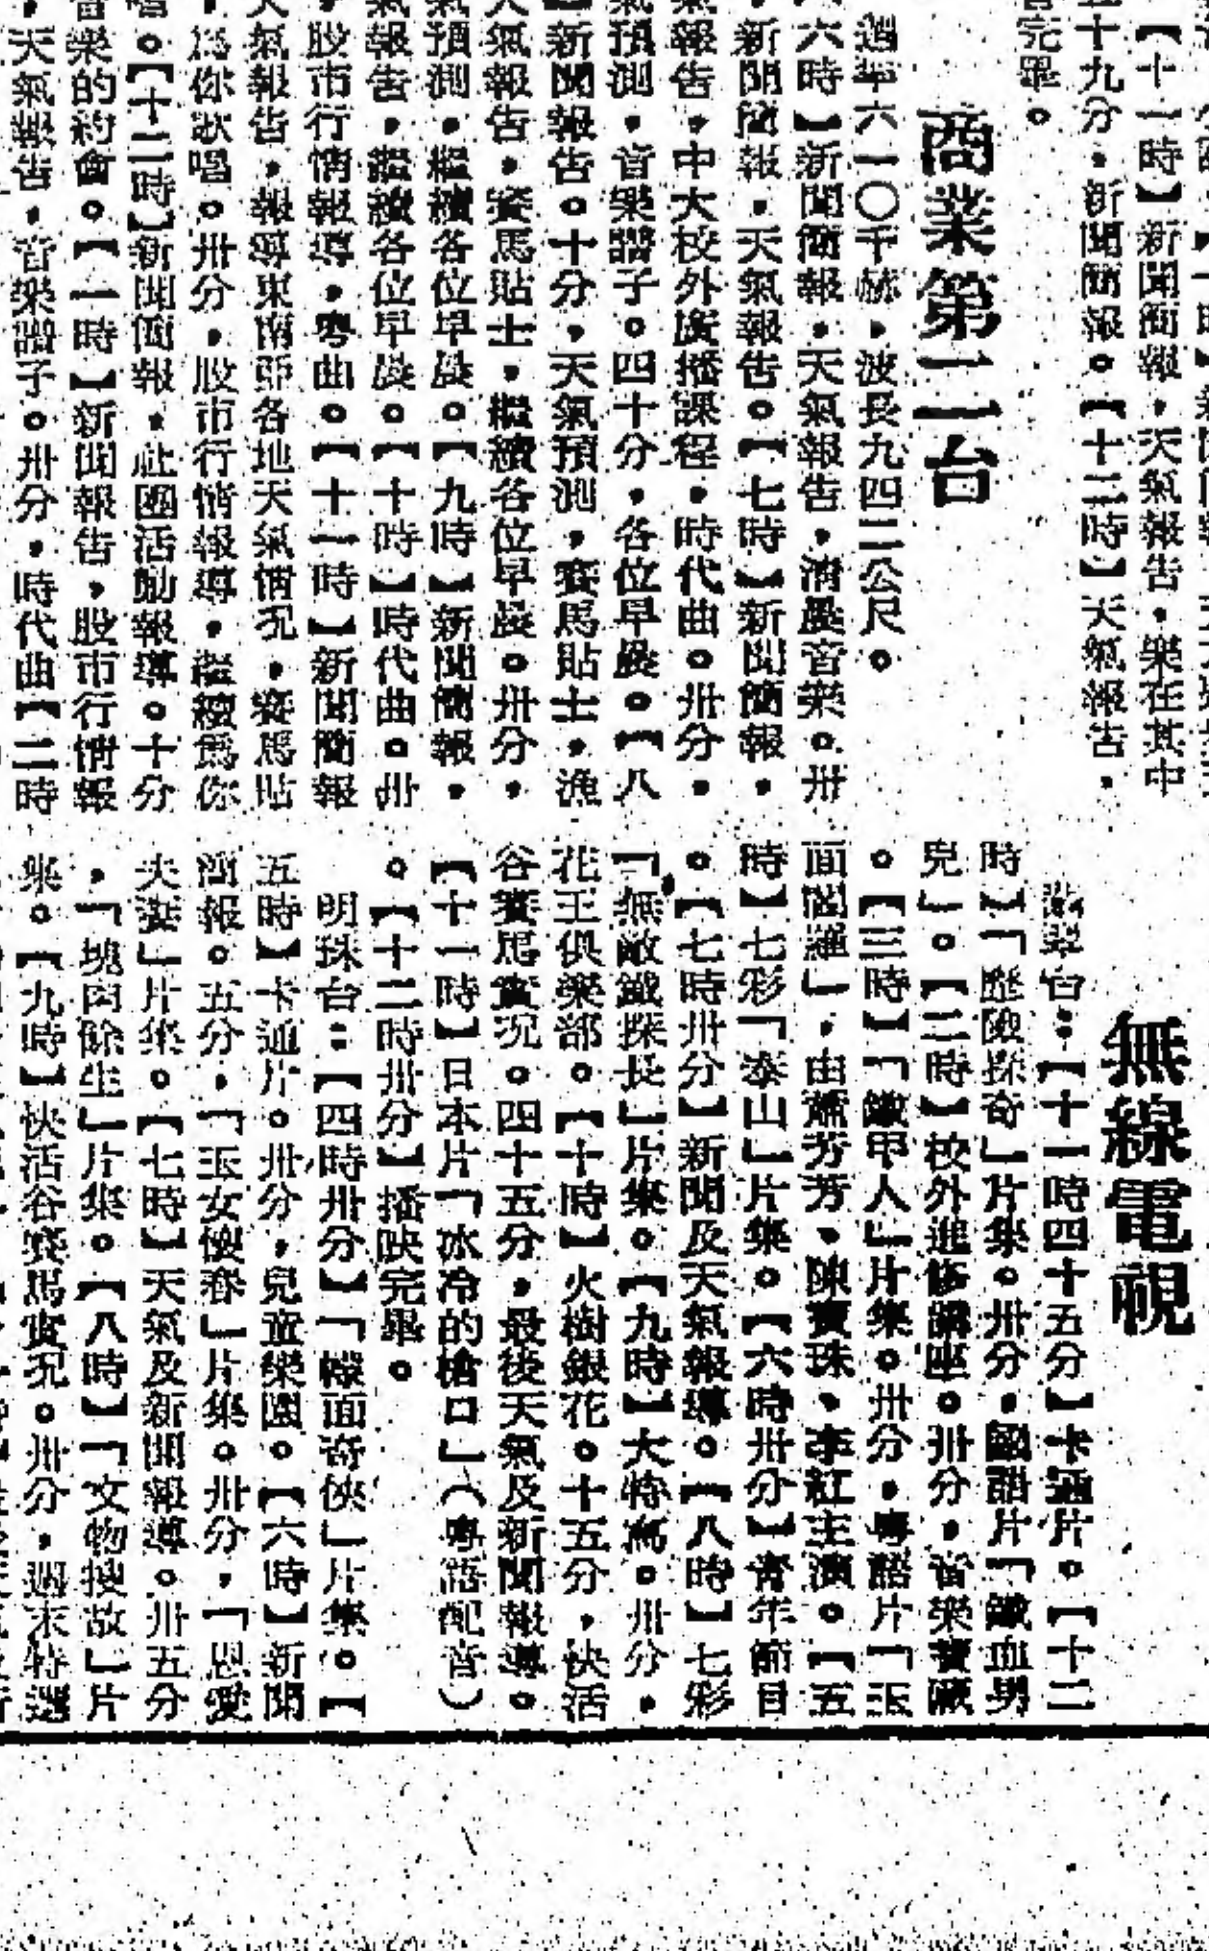 【十一時】新聞簡報，天氣報告，樂在其中
十九分，新聞簡報。【十二時】天氣報告，
完畢。
商業第二台
週率六一〇千赫，波長九四二公尺。
六時】新聞簡報，天氣報告，清晨音樂。卅
新聞簡報，天氣報告。【七時】新聞簡報，
氣報告，中大校外廣播課程，時代曲。卅分，
氣預測，音樂譜子。四十分，各位早晨。【八
】新聞報告。十分，天氣預測，賽馬貼士，漁
天氣報告，賽馬貼士，繼續各位早晨。卅分，
氣預測，繼續各位早晨。【九時】新聞簡報，
氣報告，繼續各位早晨。【十時】時代曲。卅
股市行情報導，粵曲。【十一時】新聞簡報
天氣報告，報導東南亞各地天氣情況，賽馬貼
，為你歌唱。卅分，股市行情報導，繼續為你
唱。【十二時】新聞簡報，社團活動報導。十分
音樂的約會。【一時】新聞報告，股市行情報
，天氣報告，音樂譜子。卅分，時代曲【二時
無線電視
翡翠台：【十一時四十五分】卡通片。【十二
時】「歷險探奇」片集。卅分，國語片「鐵血男
兒」。【二時】校外進修講座。卅分，音樂寶
。【三時】「鐵甲人」片集。卅分，粵語片「玉
面閻羅」，由蕭芳芳、陳寶珠、李紅主演。【五
時】七彩「泰山」片集。【六時卅分】青年節目
。【七時卅分】新聞及天氣報導。【八時】七彩
「無敵鐵探長」片集。【九時】大特寫。卅分，
花王俱樂部。【十時】火樹銀花。十五分，快活
谷賽馬實況。四十五分，最後天氣及新聞報導。
【十一時】日本片「冰冷的槍口」（粵語配音）
。【十二時卅分】播映完畢。
明珠台：【四時卅分】「幪面奇俠」片集。【
五時】卡通片。卅分，兒童樂園。【六時】新聞
簡報。五分，「玉女懷春」片集。卅分，「恩愛
夫妻」片集。【七時】天氣及新聞報導。卅五分
，「塊肉餘生」片集。【八時】「文物搜故」片
集。【九時】快活谷賽馬實況。卅分，週末特選